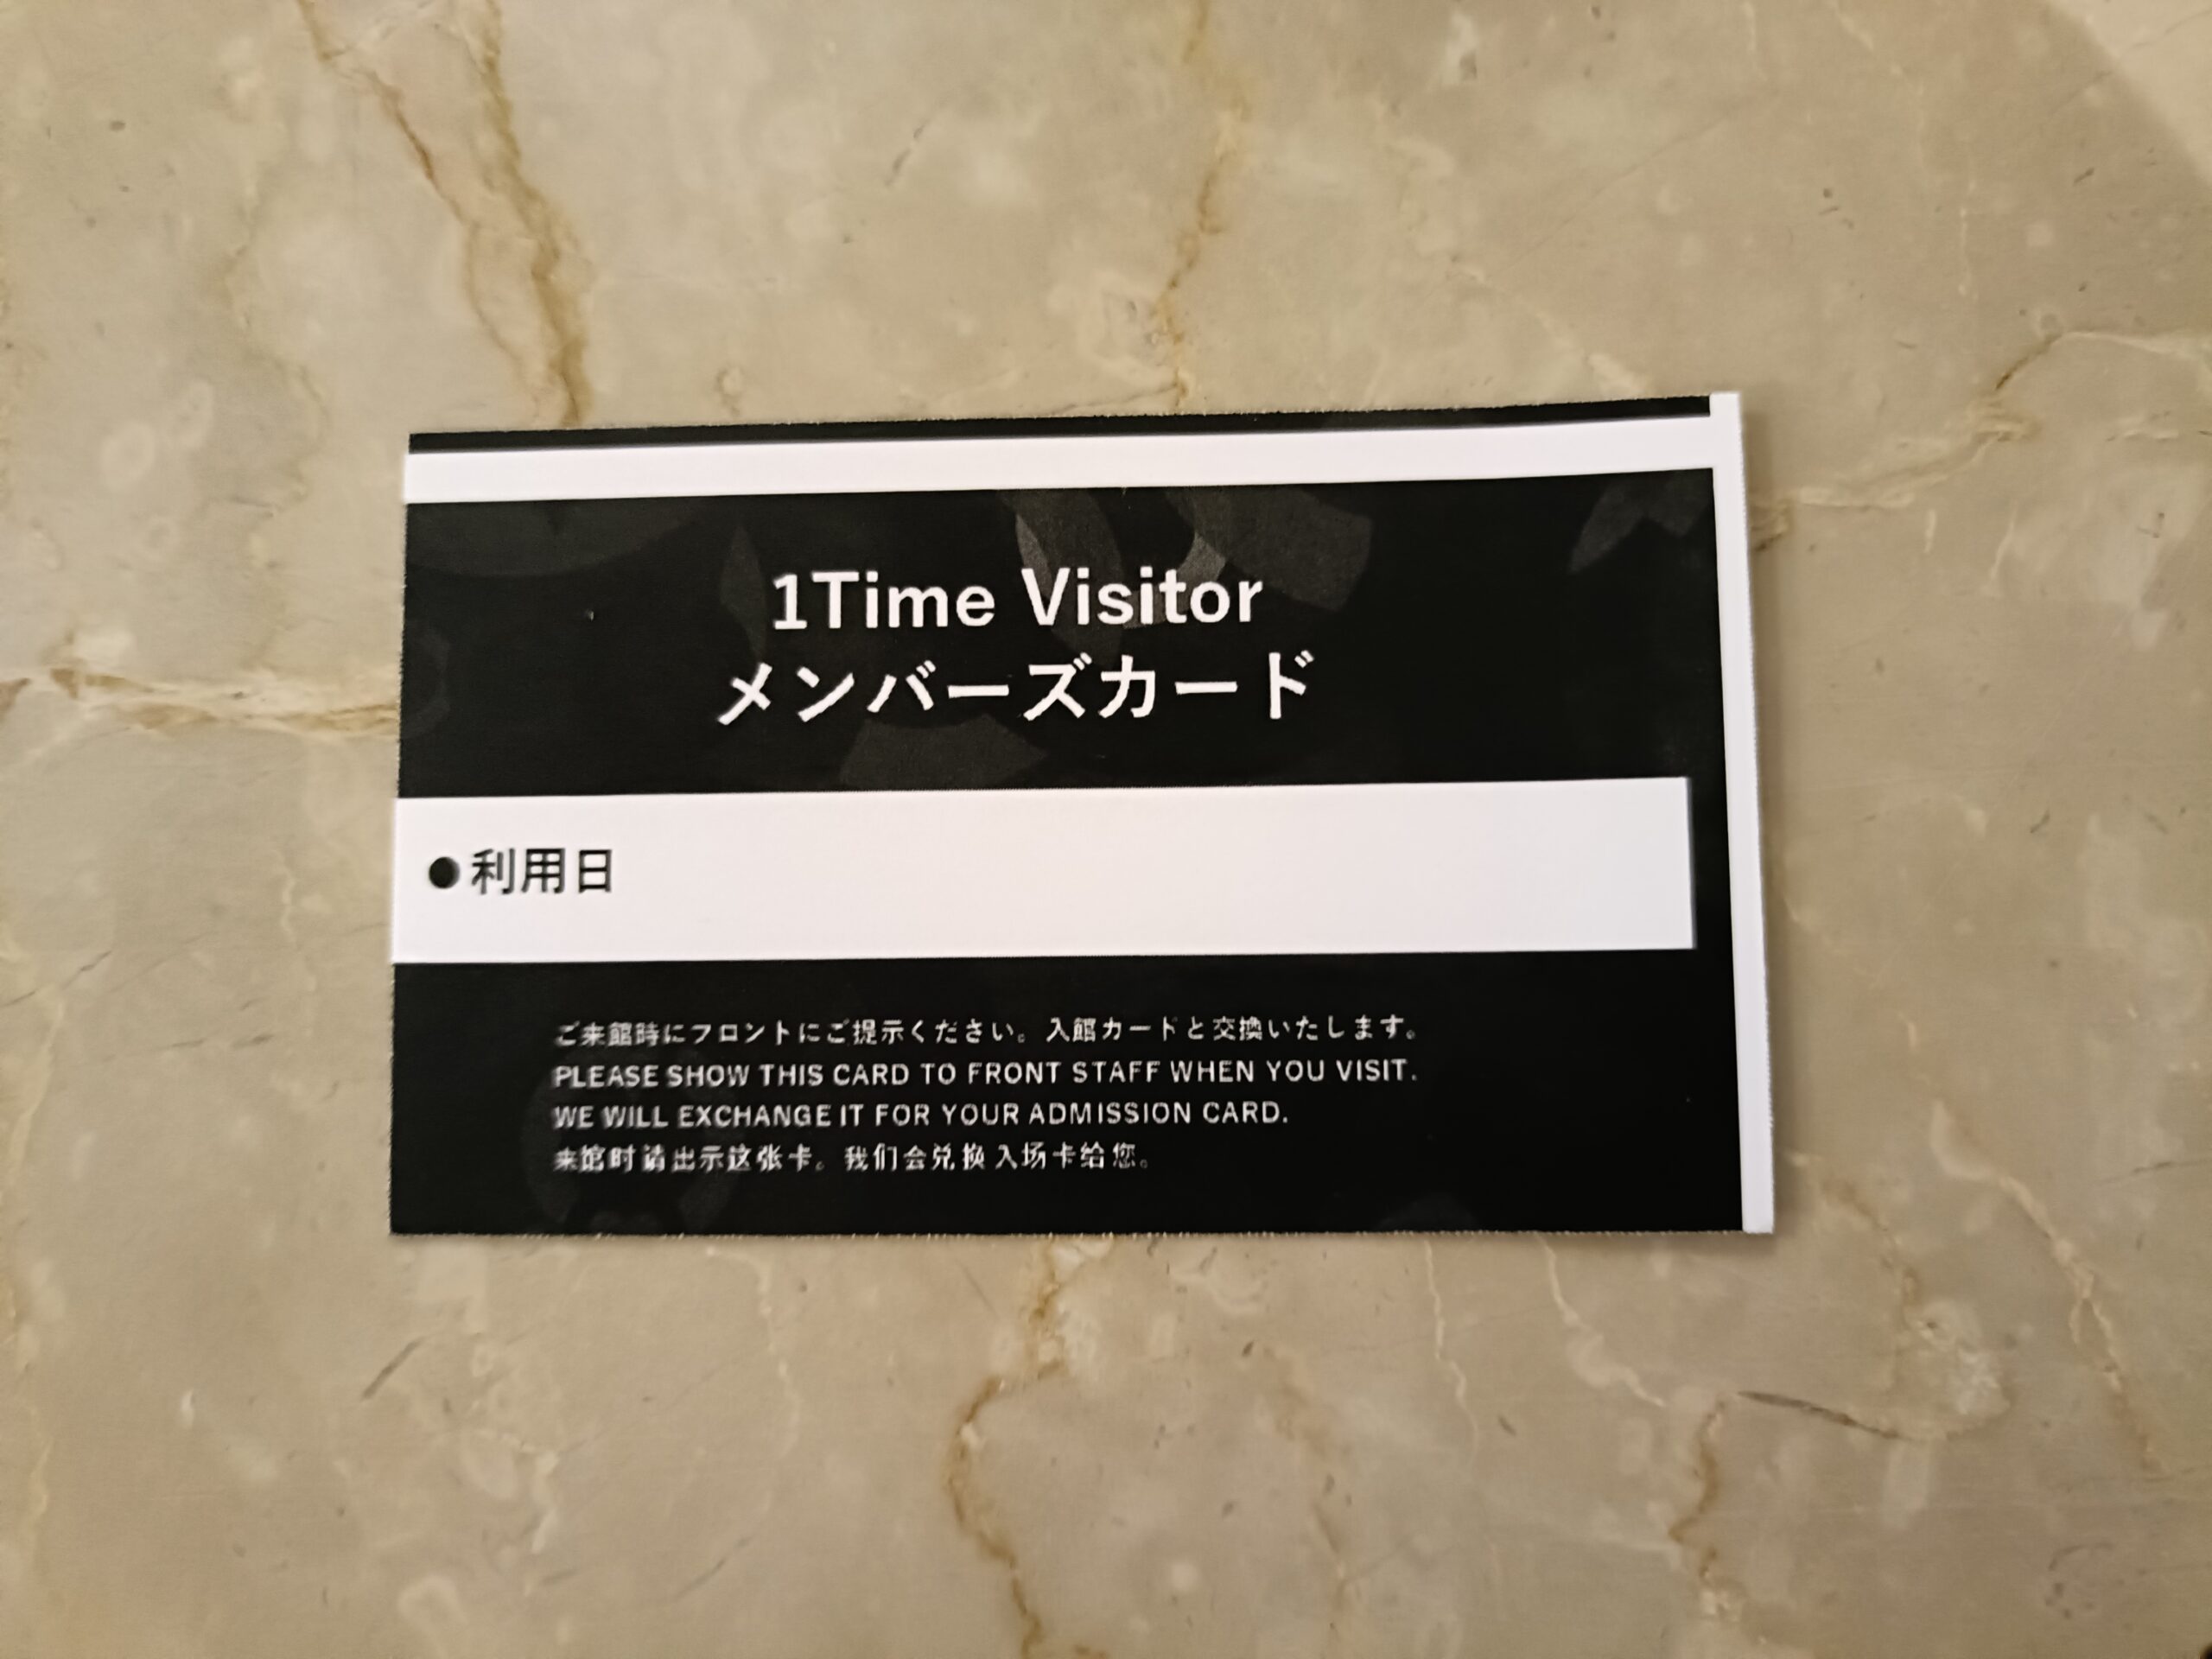 1Time Visitor
メンバーズカード
●利用日
ご来館時にフロントにご提示ください。入館カードと交換いたします。
PLEASE SHOW THIS CARD TO FRONT STAFF WHEN YOU VISIT.
WE WILL EXCHANGE IT FOR YOUR ADMISSION CARD.
来馆时请出示这张卡。我们会兑换入场卡给您。